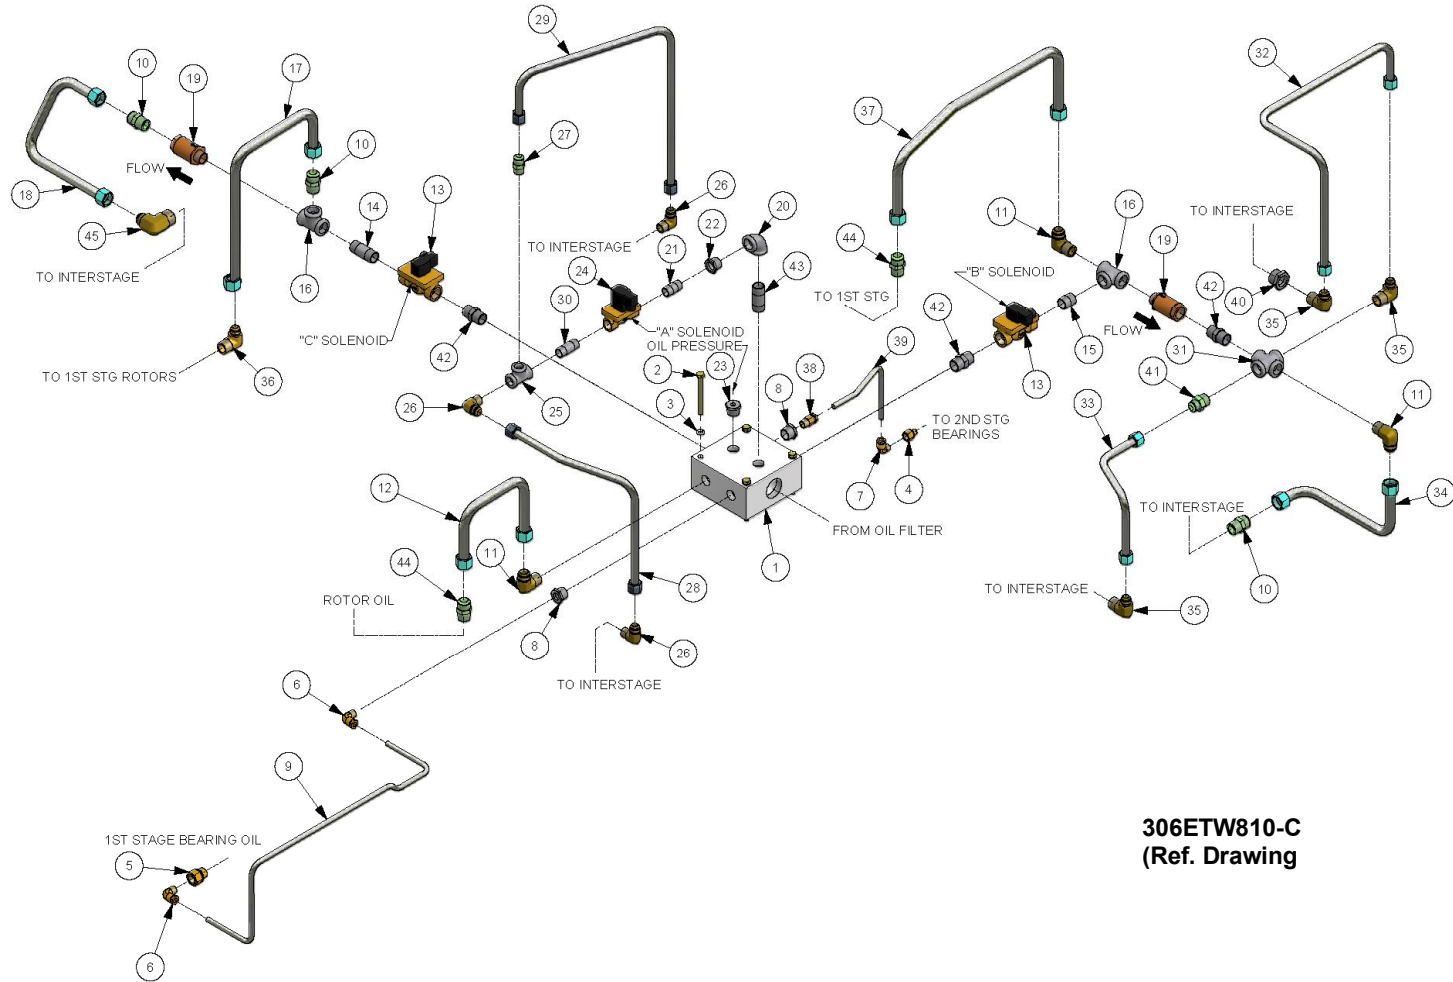 29
10
19
17
27
FLOW
10
18
45
TO INTERSTAGE
16
14
13
"C" SOLENOID
42
TO 1ST STG ROTORS
36
26
TO INTERSTAGE
20
22
21
24
43
30
"A" SOLENOID
OIL PRESSURE
2
23
3
25
26
8
38
39
TO 2ND STG
BEARINGS
7
4
FROM OIL FILTER
1
12
11
44
ROTOR OIL
28
8
26
TO INTERSTAGE
6
9
1ST STAGE BEARING OIL
5
6
37
32
11
16
44
TO 1ST STG
"B" SOLENOID
19
TO INTERSTAGE
40
35
35
42
FLOW
42
15
13
31
41
33
11
34
TO INTERSTAGE
10
TO INTERSTAGE
35
306ETW810-C
(Ref. Drawing